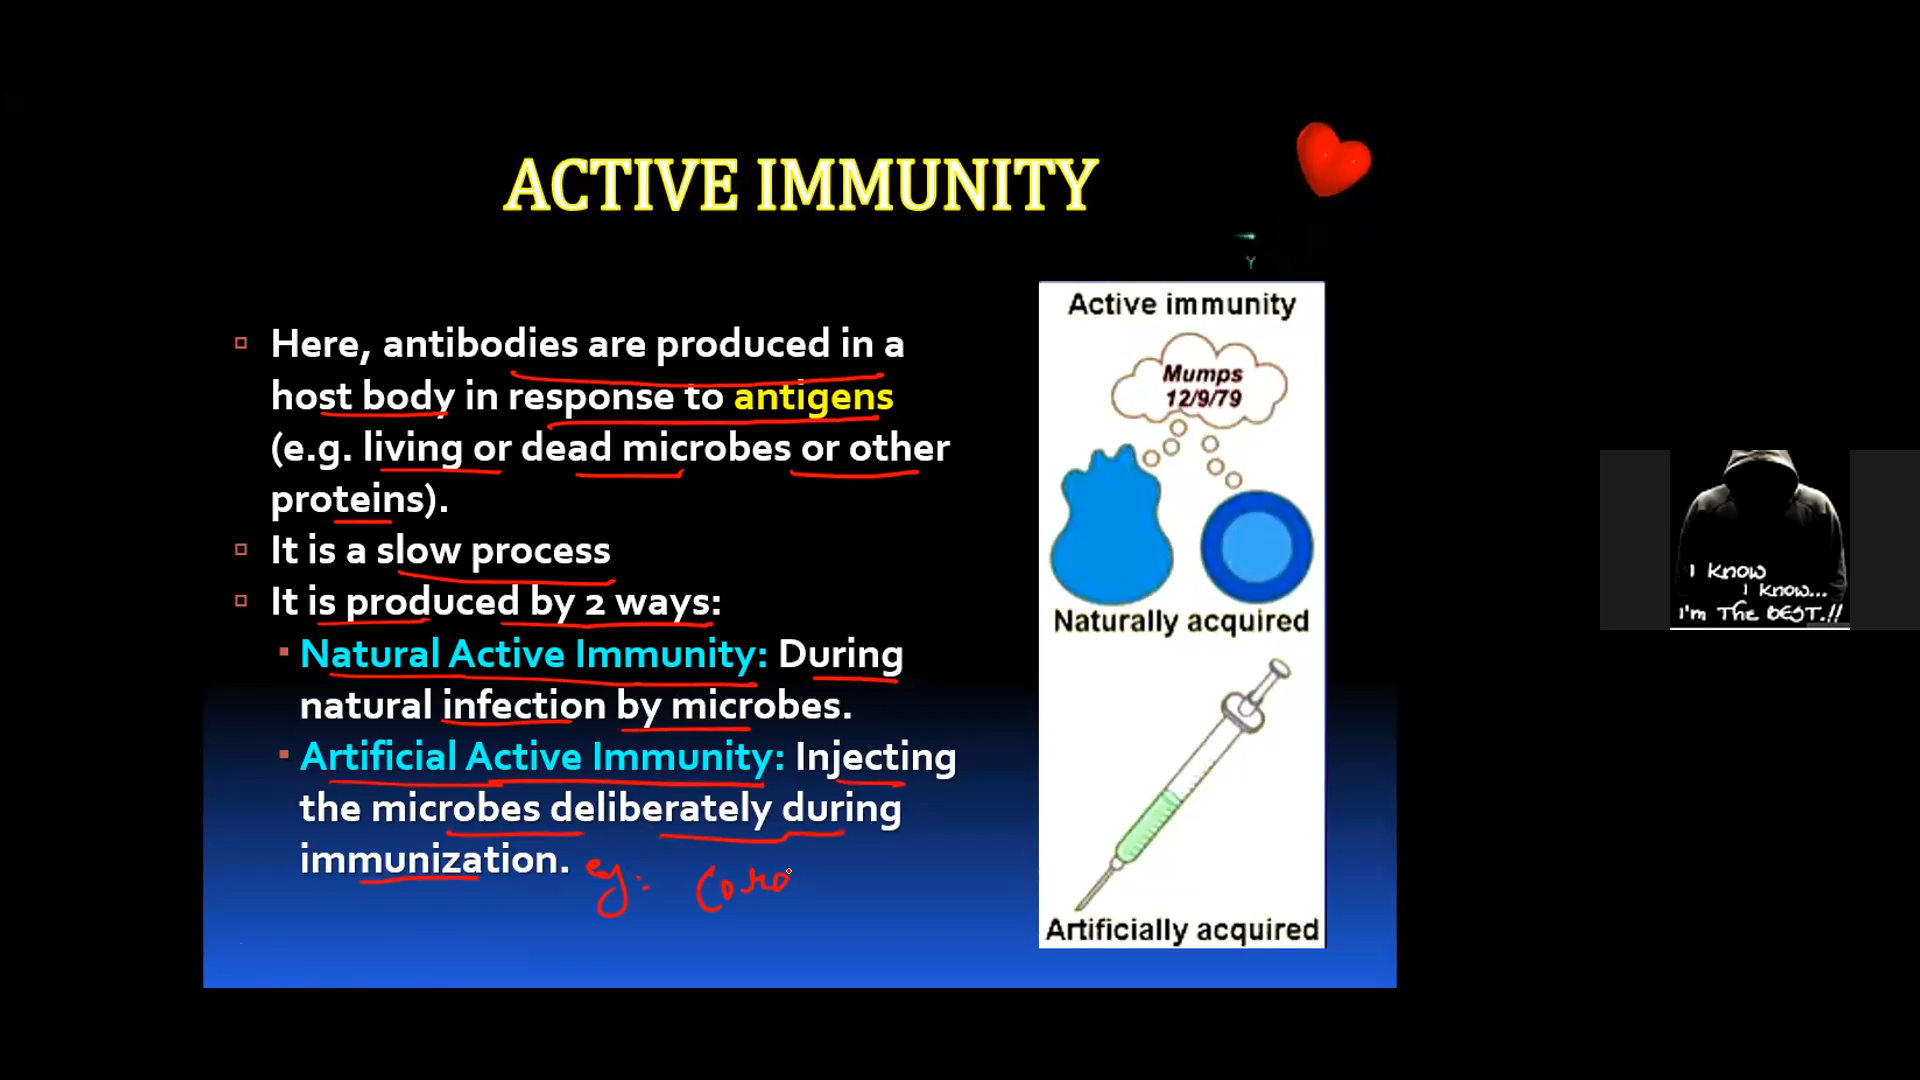 ACTIVE IMMUNITY
Here, antibodies are produced in a
host body in response to antigens
(e.g. living or dead microbes or other
proteins).
It is a slow process
It is produced by 2 ways:
Natural Active Immunity: During
natural infection by microbes.
Artificial Active Immunity: Injecting
the microbes deliberately during
immunization. eg: Coro
Active immunity
Mumps
12/9/79
Naturally acquired
Artificially acquired
Y
I KNOW
I KNOW...
I'm THE BEST.!!